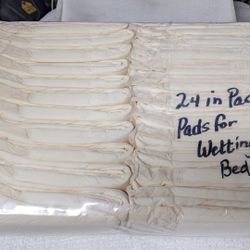 24 in Pac
Pads for
Wetting
Bed